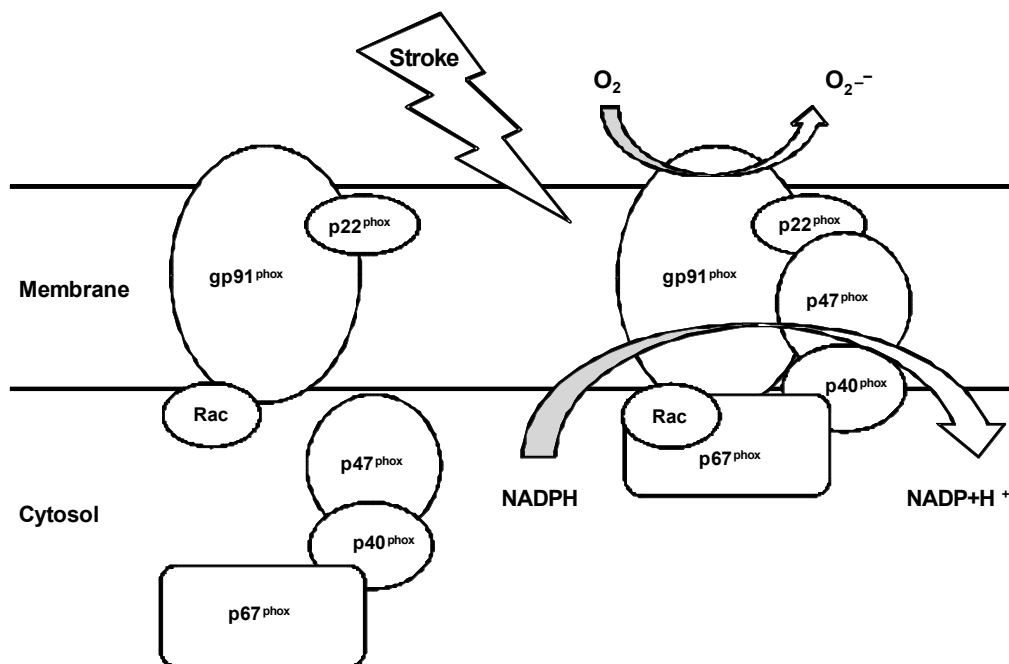 Stroke
O₂
O₂–⁻
p22ᵖʰᵒˣ
gp91ᵖʰᵒˣ
Membrane
Rac
p47ᵖʰᵒˣ
p40ᵖʰᵒˣ
p67ᵖʰᵒˣ
Cytosol
p22ᵖʰᵒˣ
gp91ᵖʰᵒˣ
p47ᵖʰᵒˣ
p40ᵖʰᵒˣ
Rac
p67ᵖʰᵒˣ
NADPH
NADP+H ⁺